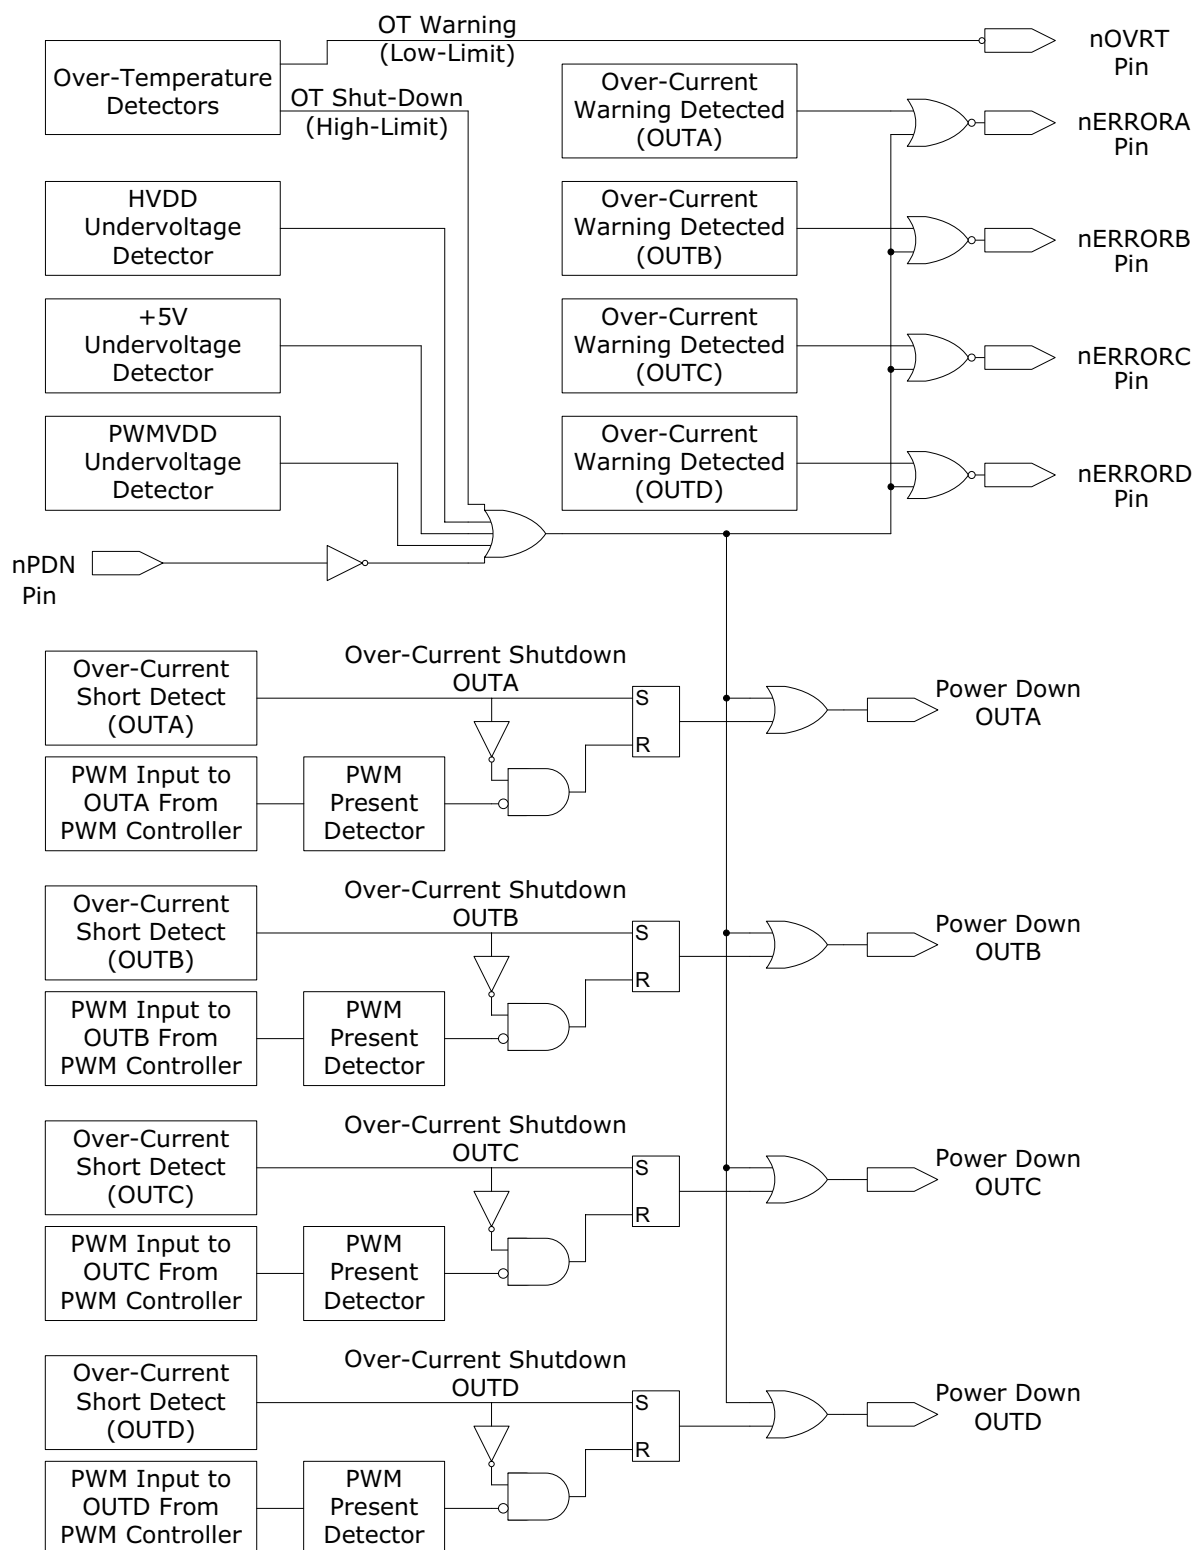 OT Warning
(Low-Limit)
nOVRT
Pin
Over-Temperature
Detectors
OT Shut-Down
(High-Limit)
Over-Current
Warning Detected
(OUTA)
nERRORA
Pin
HVDD
Undervoltage
Detector
Over-Current
Warning Detected
(OUTB)
nERRORB
Pin
+5V
Undervoltage
Detector
Over-Current
Warning Detected
(OUTC)
nERRORC
Pin
PWMVDD
Undervoltage
Detector
Over-Current
Warning Detected
(OUTD)
nERRORD
Pin
nPDN
Pin
Over-Current
Short Detect
(OUTA)
Over-Current Shutdown
OUTA
S
R
Power Down
OUTA
PWM Input to
OUTA From
PWM Controller
PWM
Present
Detector
Over-Current
Short Detect
(OUTB)
Over-Current Shutdown
OUTB
S
R
Power Down
OUTB
PWM Input to
OUTB From
PWM Controller
PWM
Present
Detector
Over-Current
Short Detect
(OUTC)
Over-Current Shutdown
OUTC
S
R
Power Down
OUTC
PWM Input to
OUTC From
PWM Controller
PWM
Present
Detector
Over-Current
Short Detect
(OUTD)
Over-Current Shutdown
OUTD
S
R
Power Down
OUTD
PWM Input to
OUTD From
PWM Controller
PWM
Present
Detector